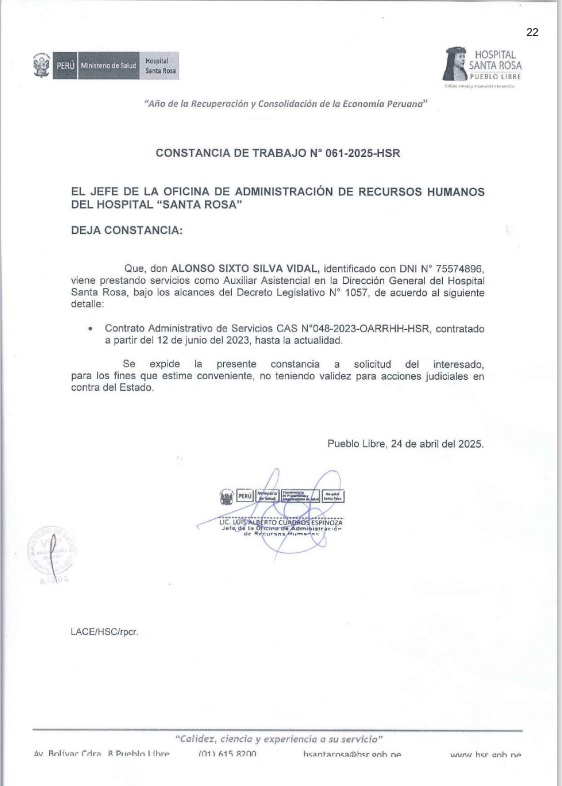 22
PERÚ Ministerio de Salud Hospital Santa Rosa
HOSPITAL
SANTA ROSA
PUEBLO LIBRE
“Año de la Recuperación y Consolidación de la Economía Peruana”
CONSTANCIA DE TRABAJO N° 061-2025-HSR
EL JEFE DE LA OFICINA DE ADMINISTRACIÓN DE RECURSOS HUMANOS
DEL HOSPITAL “SANTA ROSA”
DEJA CONSTANCIA:
Que, don ALONSO SIXTO SILVA VIDAL, identificado con DNI N° 75574896,
viene prestando servicios como Auxiliar Asistencial en la Dirección General del Hospital
Santa Rosa, bajo los alcances del Decreto Legislativo N° 1057, de acuerdo al siguiente
detalle:
• Contrato Administrativo de Servicios CAS N°048-2023-OARRHH-HSR, contratado
a partir del 12 de junio del 2023, hasta la actualidad.
Se expide la presente constancia a solicitud del interesado,
para los fines que estime conveniente, no teniendo validez para acciones judiciales en
contra del Estado.
Pueblo Libre, 24 de abril del 2025.
PERÚ Ministerio de Salud Hospital Santa Rosa
LIC. LUIS ALBERTO CUADROS ESPINOZA
Jefe de la Oficina de Administración
de Recursos Humanos
LACE/HSC/rpcr.
“Calidez, ciencia y experiencia a su servicio”
Av. Bolívar Cdra. 8 Pueblo Libre (01) 615 8200 hsantarosa@hsr.gob.pe www.hsr.gob.pe